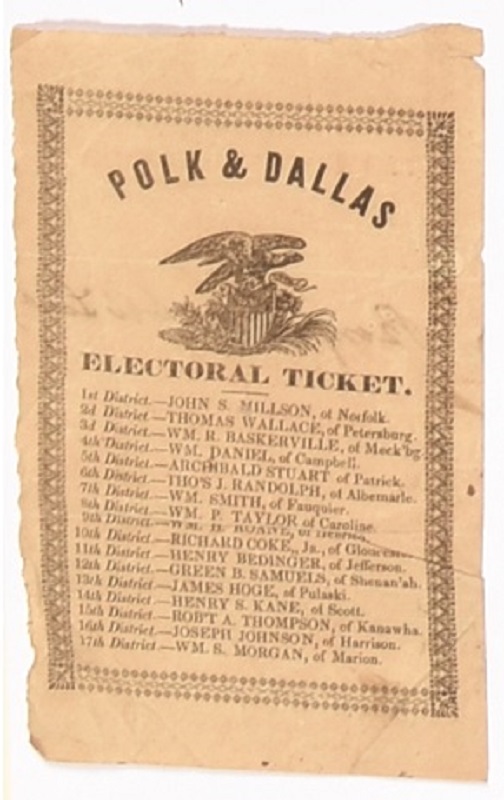 POLK & DALLAS
ELECTORAL TICKET.
1st District.—JOHN S. MILLSON, of Norfolk.
2d District.—THOMAS WALLACE, of Petersburg.
3d District.—WM. R. BASKERVILLE, of Meck'bg.
4th District.—WM. DANIEL, of Campbell.
5th District.—ARCHIBALD STUART of Patrick.
6th District.—THO'S J. RANDOLPH, of Albemarle.
7th District.—WM. SMITH, of Fauquier.
8th District.—WM. P. TAYLOR of Caroline.
9th District.—WM. H. ROANE, of
10th District.—RICHARD COKE, Jr., of
11th District.—HENRY BEDINGER, of Jefferson.
12th District.—GREEN B. SAMUELS, of Shenan'ah.
13th District.—JAMES HOGE, of Pulaski.
14th District.—HENRY S. KANE, of Scott.
15th District.—ROB'T A. THOMPSON, of Kanawha.
16th District.—JOSEPH JOHNSON, of Harrison.
17th District.—WM. S. MORGAN, of Marion.